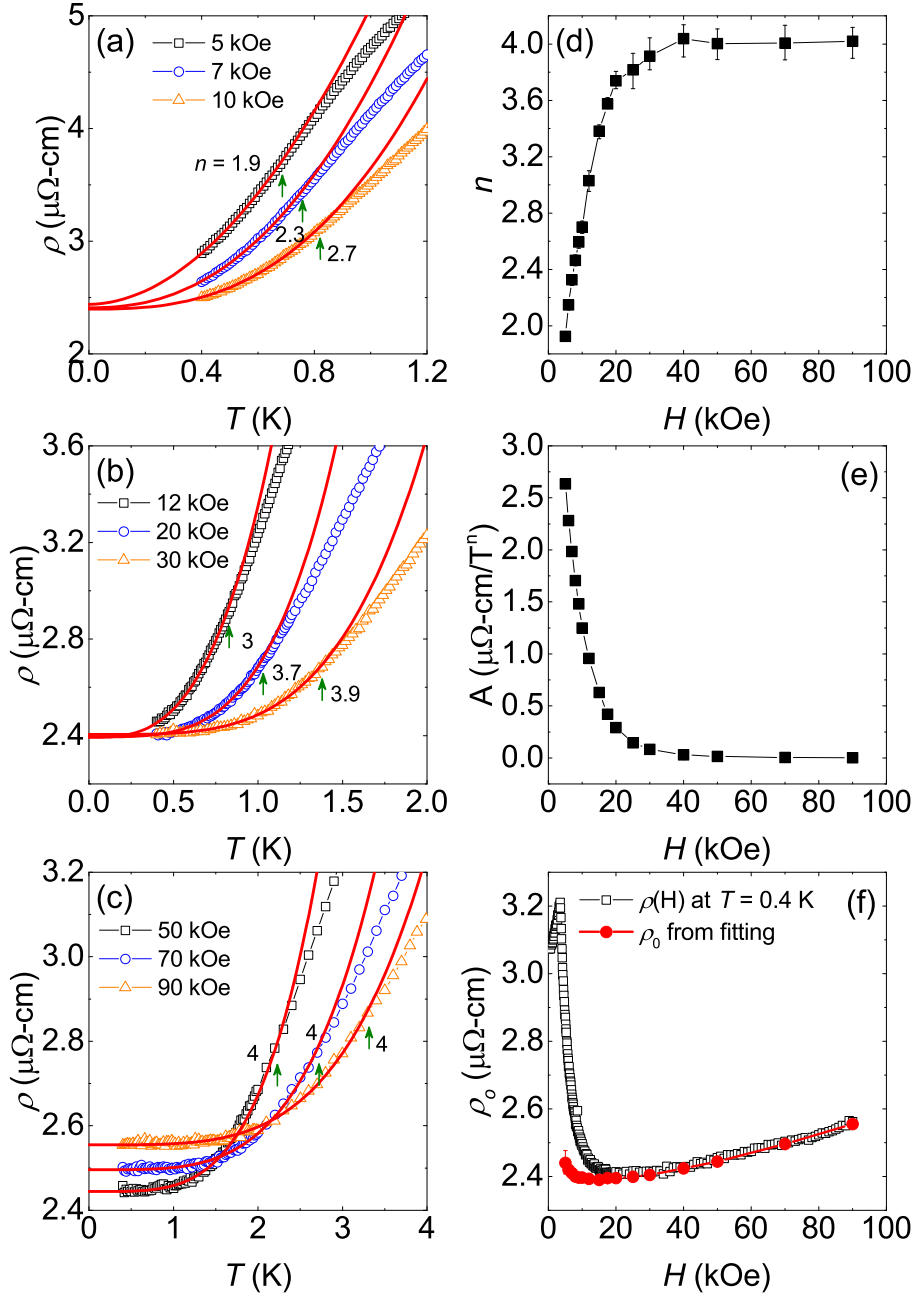 (a)
5 kOe
7 kOe
10 kOe
n = 1.9
2.3
2.7
5
4
3
2
ρ (μΩ-cm)
0.0 0.4 0.8 1.2
T (K)
(d)
4.0
3.6
3.2
2.8
2.4
2.0
n
0 20 40 60 80 100
H (kOe)
(b)
12 kOe
20 kOe
30 kOe
3
3.7
3.9
3.6
3.2
2.8
2.4
ρ (μΩ-cm)
0.0 0.5 1.0 1.5 2.0
T (K)
(e)
3.0
2.5
2.0
1.5
1.0
0.5
0.0
A (μΩ-cm/Tⁿ)
0 20 40 60 80 100
H (kOe)
(c)
50 kOe
70 kOe
90 kOe
4
4
4
3.2
3.0
2.8
2.6
2.4
ρ (μΩ-cm)
0 1 2 3 4
T (K)
(f)
ρ(H) at T = 0.4 K
ρ₀ from fitting
3.2
3.0
2.8
2.6
2.4
ρₒ (μΩ-cm)
0 20 40 60 80 100
H (kOe)